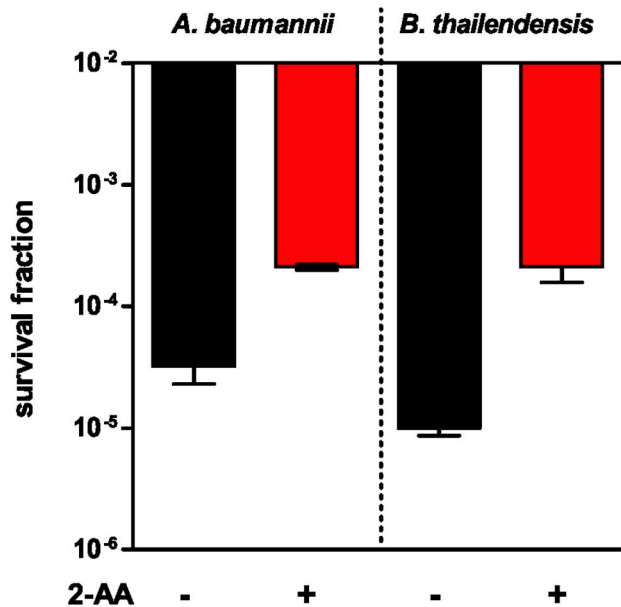 A. baumannii B. thailendensis
10-2
10-3
10-4
10-5
10-6
survival fraction
2-AA - + - +